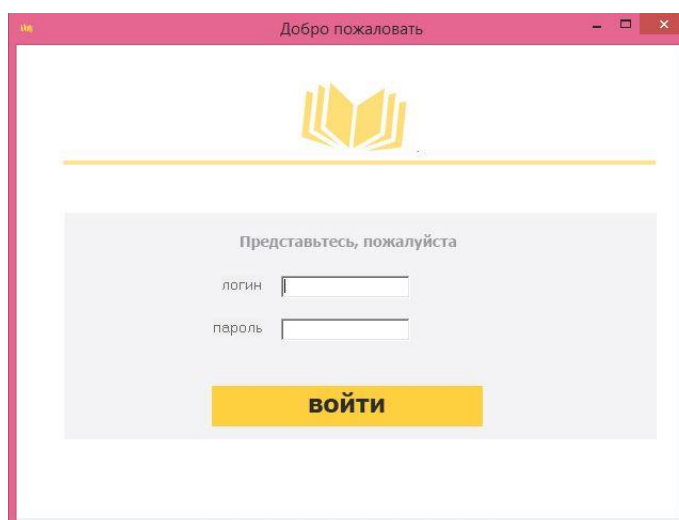 Добро пожаловать
Представьтесь, пожалуйста
логин
пароль
войти